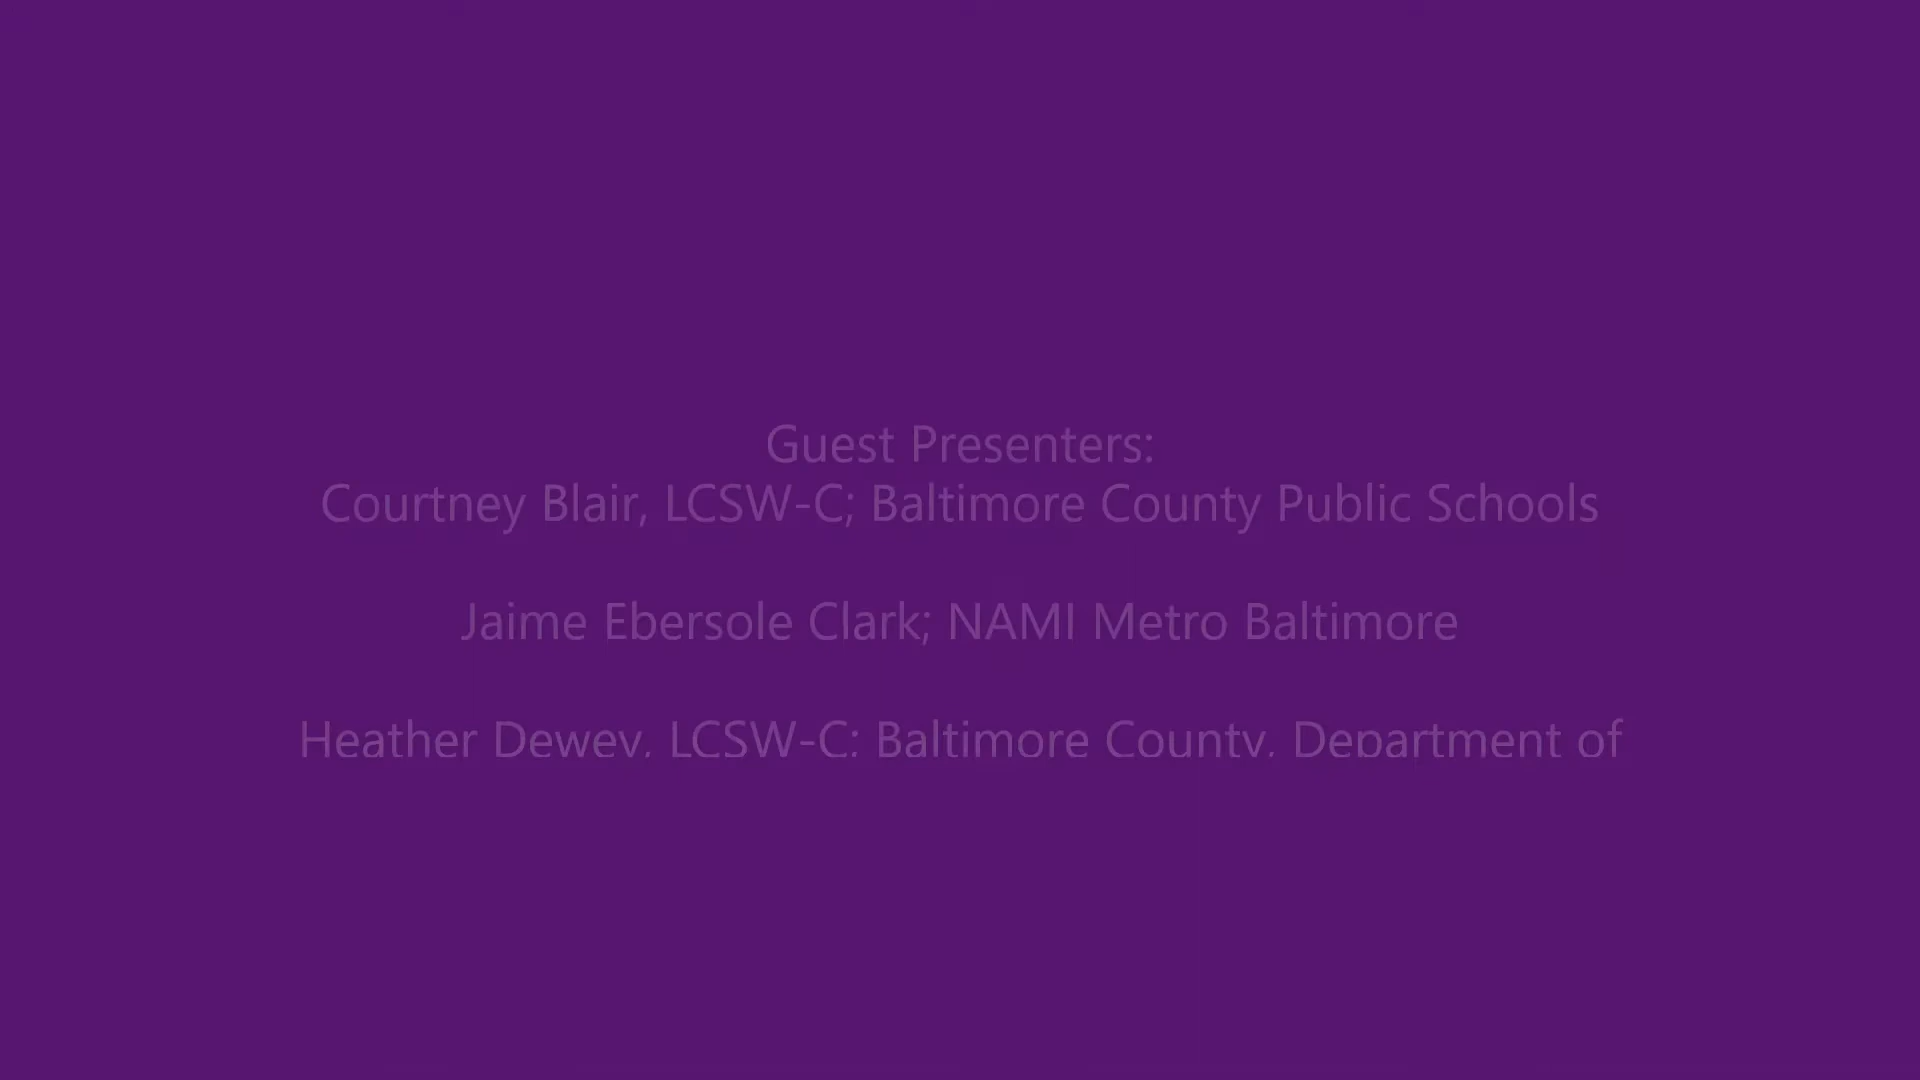 Guest Presenters:
Courtney Blair, LCSW-C; Baltimore County Public Schools
Jaime Ebersole Clark; NAMI Metro Baltimore
Heather Dewey, LCSW-C; Baltimore County, Department of